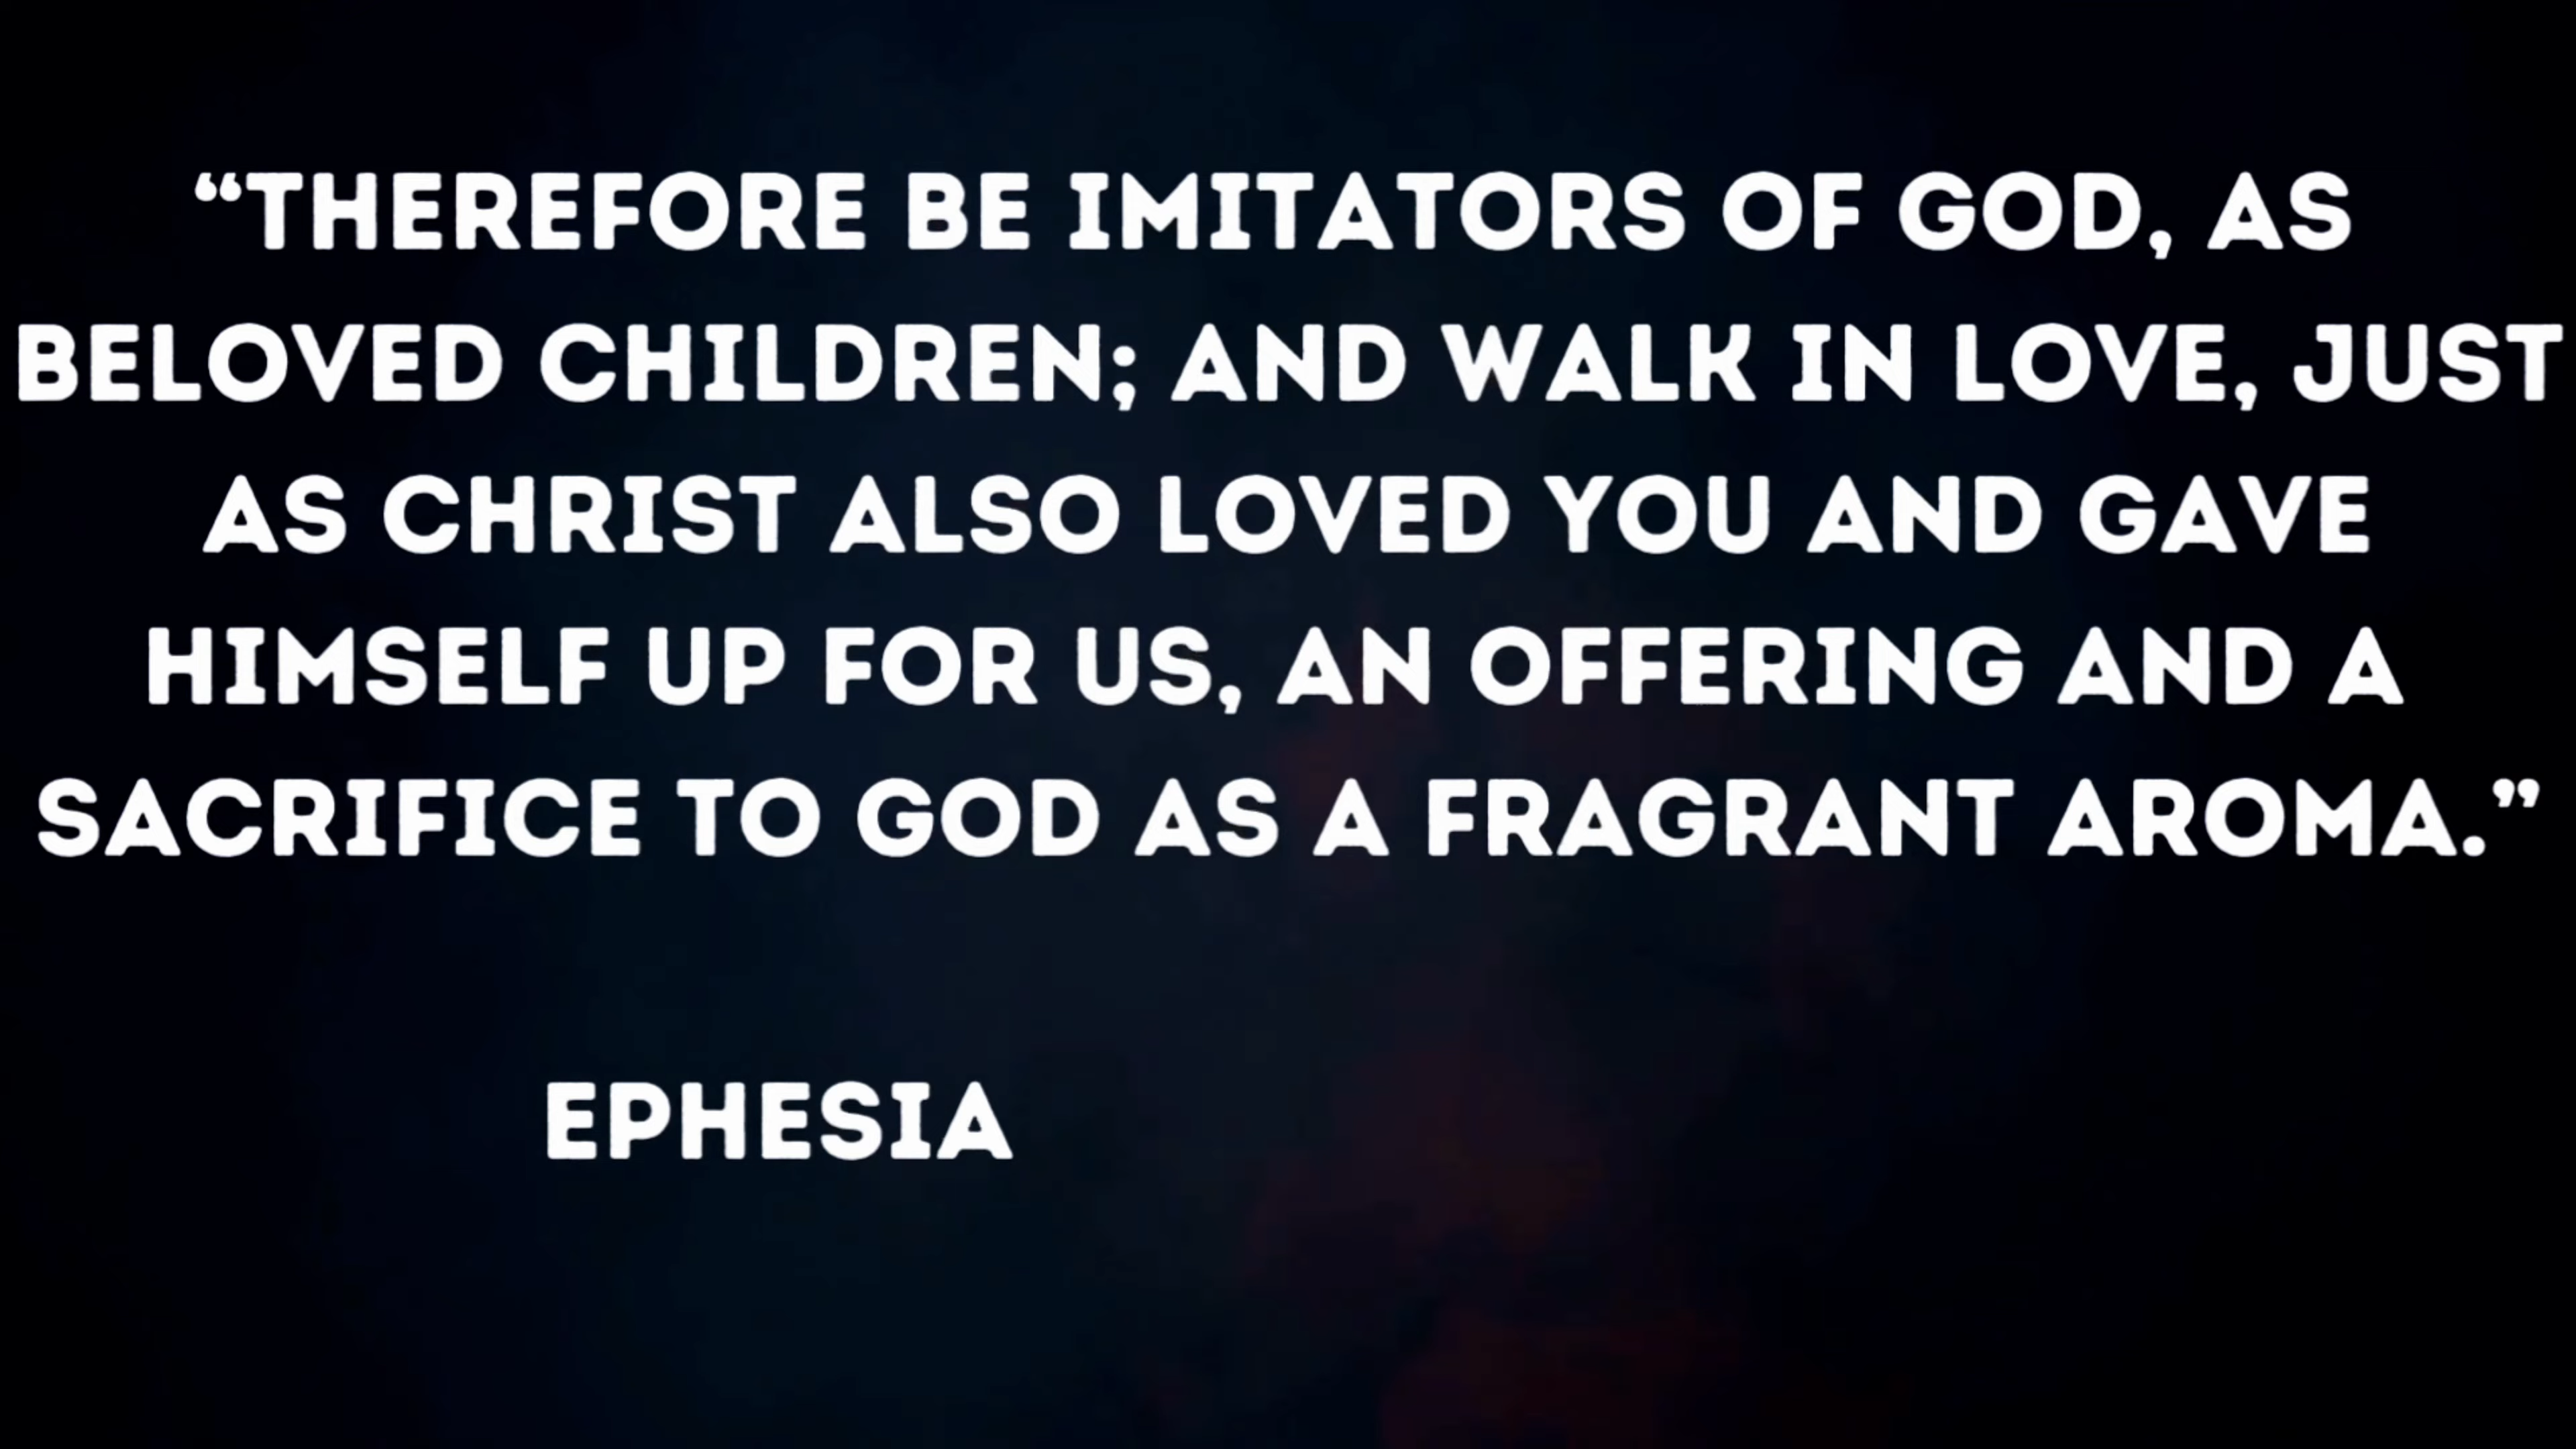 “THEREFORE BE IMITATORS OF GOD, AS
BELOVED CHILDREN; AND WALK IN LOVE, JUST
AS CHRIST ALSO LOVED YOU AND GAVE
HIMSELF UP FOR US, AN OFFERING AND A
SACRIFICE TO GOD AS A FRAGRANT AROMA.”
EPHESIA